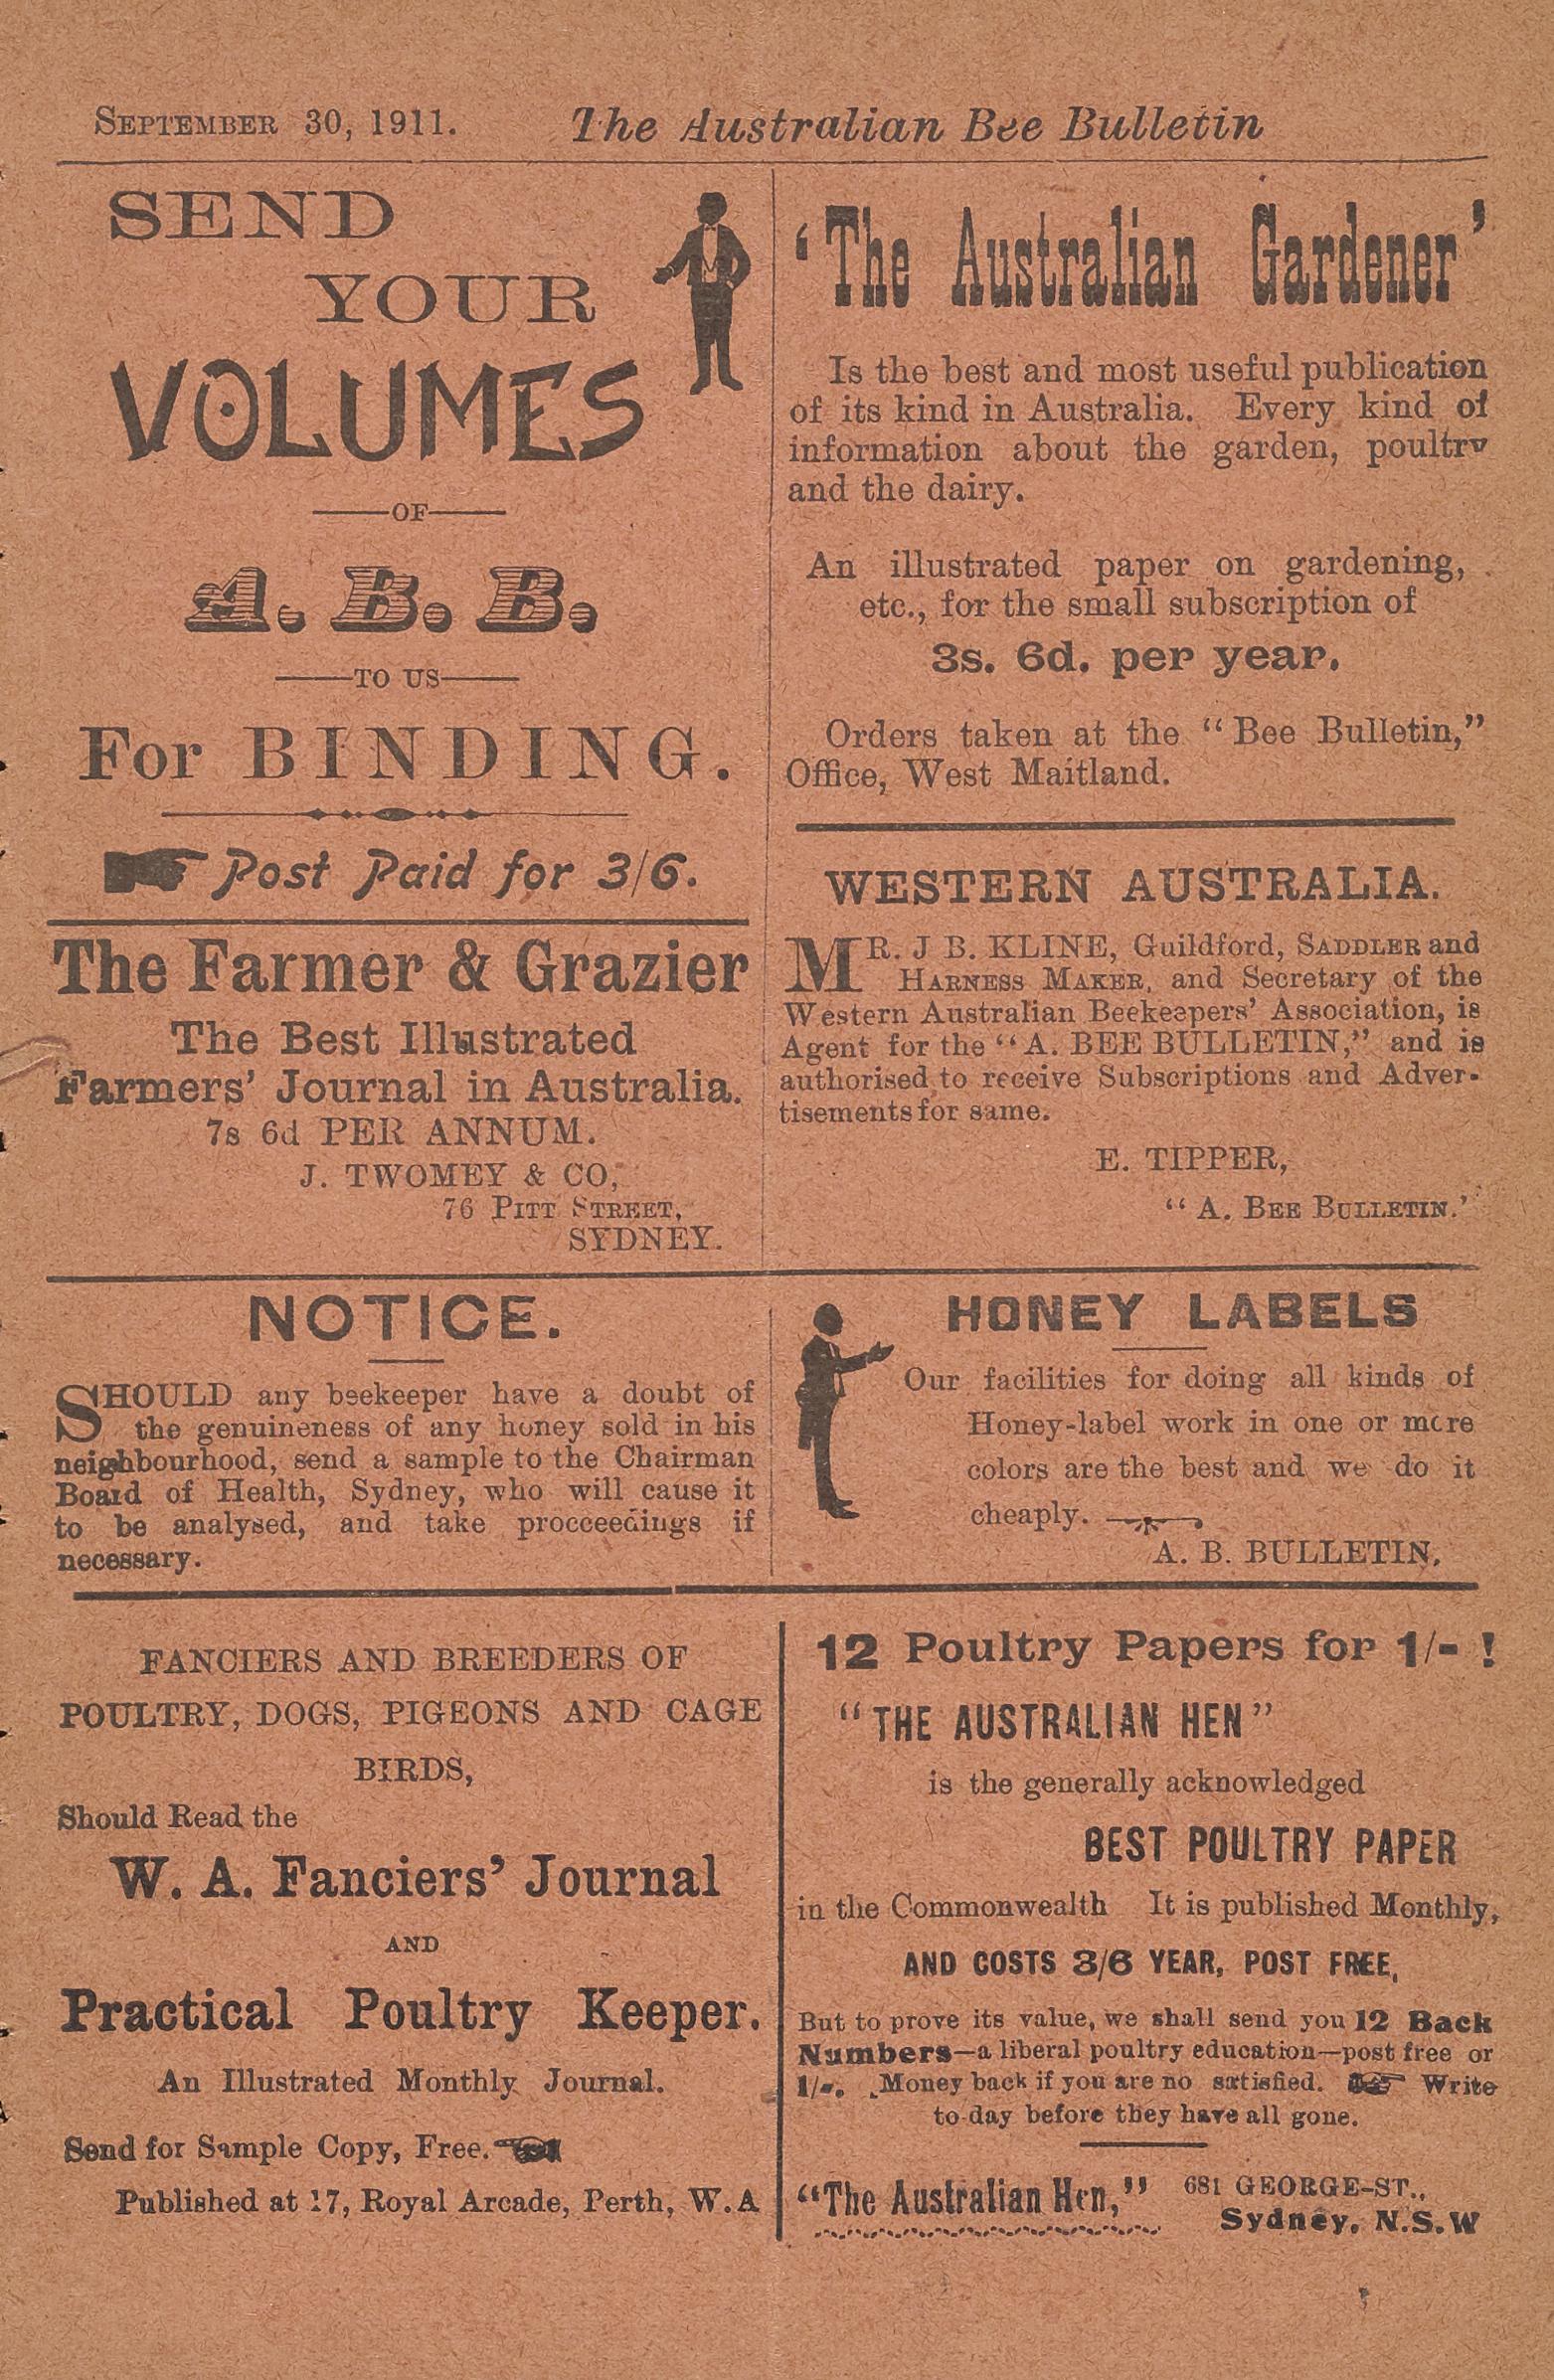 SEPTEMBER 30, 1911. The Australian Bee Bulletin
SEND
YOUR
VOLUMES
OF
A. B. B.
TO US
For BINDING.
Post Paid for 3/6.
The Farmer & Grazier
The Best Illustrated
Farmers' Journal in Australia.
7s 6d PER ANNUM.
J. TWOMEY & CO,
76 PITT STREET,
SYDNEY.
'The Australian Gardener'
Is the best and most useful publication
of its kind in Australia. Every kind of
information about the garden, poultry
and the dairy.
An illustrated paper on gardening,
etc., for the small subscription of
3s. 6d. per year.
Orders taken at the "Bee Bulletin,"
Office, West Maitland.
WESTERN AUSTRALIA.
MR. J B. KLINE, Guildford, SADDLER and
HARNESS MAKER, and Secretary of the
Western Australian Beekeepers' Association, is
Agent for the "A. BEE BULLETIN," and is
authorised to receive Subscriptions and Adver-
tisements for same.
E. TIPPER,
"A. BEE BULLETIN.'
NOTICE.
SHOULD any beekeeper have a doubt of
the genuineness of any honey sold in his
neighbourhood, send a sample to the Chairman
Board of Health, Sydney, who will cause it
to be analysed, and take procceedings if
necessary.
HONEY LABELS
Our facilities for doing all kinds of
Honey-label work in one or more
colors are the best and we do it
cheaply.
A. B. BULLETIN.
FANCIERS AND BREEDERS OF
POULTRY, DOGS, PIGEONS AND CAGE
BIRDS,
Should Read the
W. A. Fanciers' Journal
AND
Practical Poultry Keeper.
An Illustrated Monthly Journal.
Send for Sample Copy, Free.
Published at 17, Royal Arcade, Perth, W.A
12 Poultry Papers for 1/- !
"THE AUSTRALIAN HEN"
is the generally acknowledged
BEST POULTRY PAPER
in the Commonwealth It is published Monthly,
AND COSTS 3/6 YEAR, POST FREE,
But to prove its value, we shall send you 12 Back
Numbers—a liberal poultry education—post free or
1/-. Money back if you are no satisfied. Write
to-day before they have all gone.
"The Australian Hen," 681 GEORGE-ST.,
Sydney, N.S.W